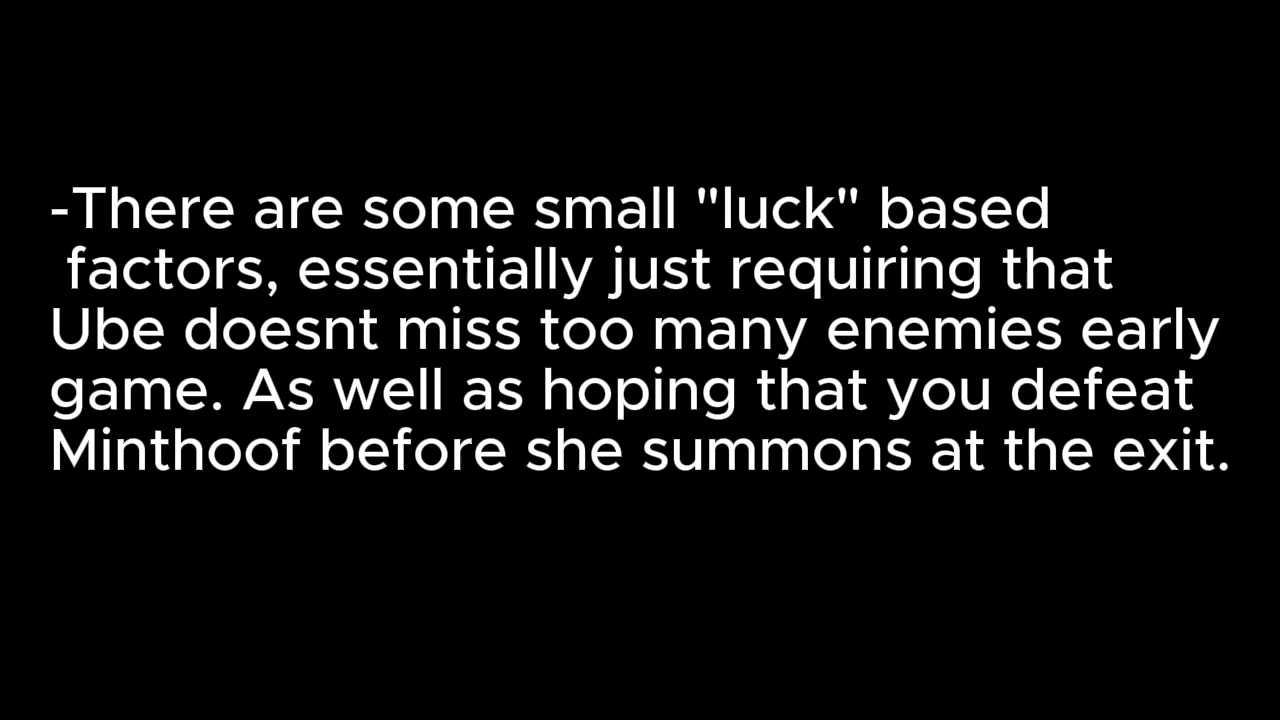 -There are some small "luck" based
factors, essentially just requiring that
Ube doesnt miss too many enemies early
game. As well as hoping that you defeat
Minthoof before she summons at the exit.